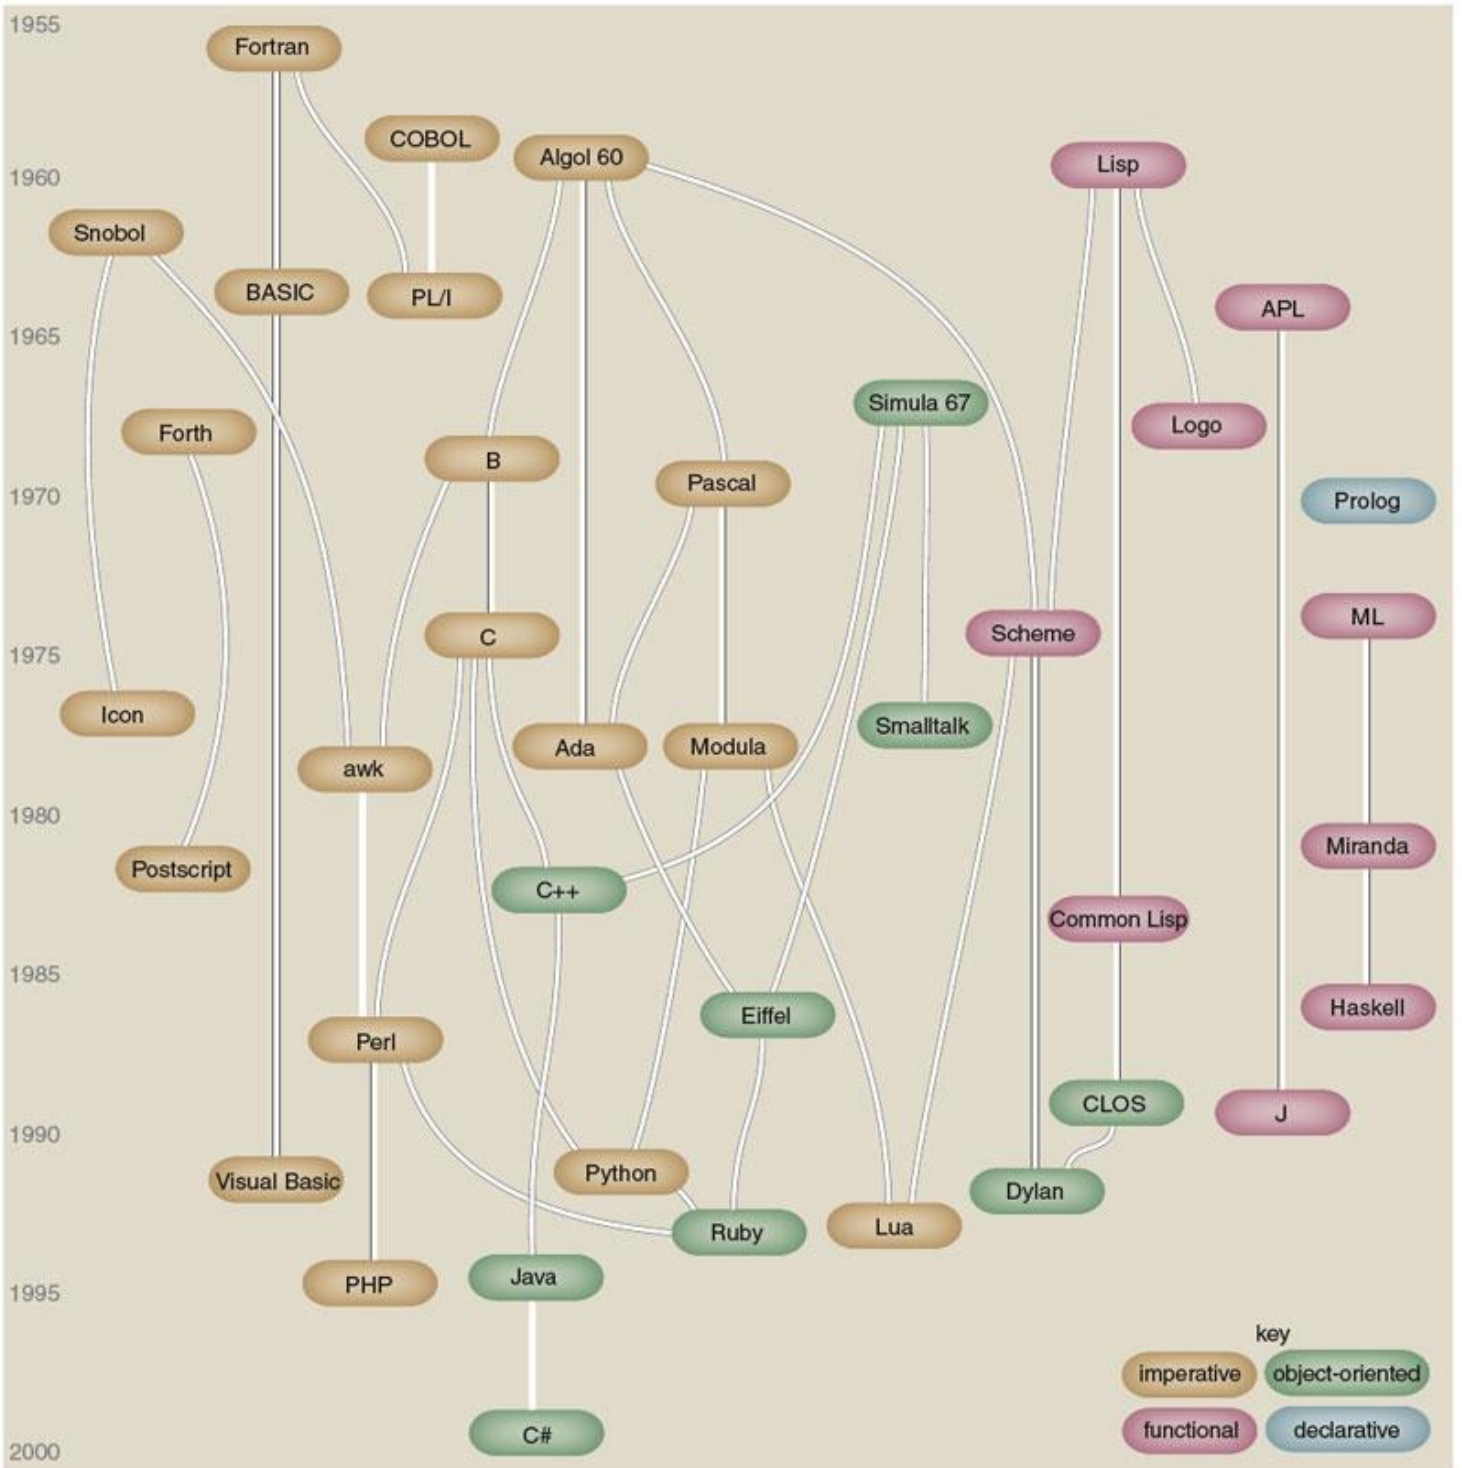 1955
Fortran
COBOL
Algol 60
Lisp
1960
Snobol
BASIC
PL/I
APL
1965
Simula 67
Logo
Forth
B
Pascal
1970
Prolog
ML
C
Scheme
1975
Icon
Smalltalk
Ada
Modula
awk
1980
Miranda
Postscript
C++
Common Lisp
1985
Haskell
Eiffel
Perl
CLOS
J
1990
Python
Visual Basic
Dylan
Lua
Ruby
Java
PHP
1995
key
imperative
object-oriented
functional
declarative
C#
2000